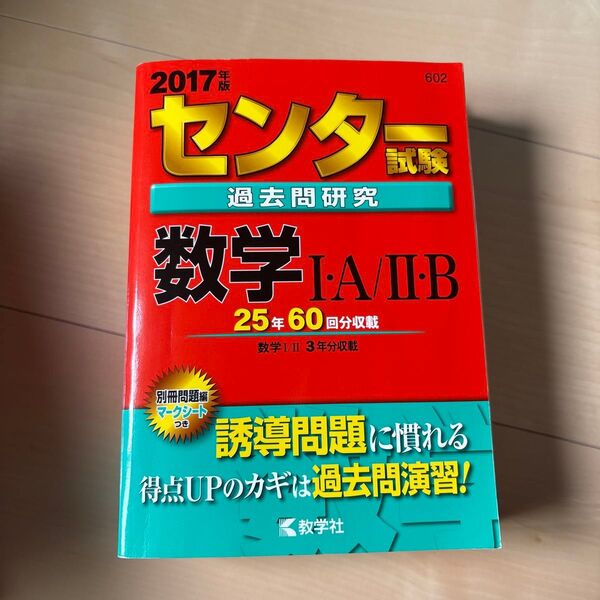 2017年版
602
センター試験
過去問研究
数学I・A/II・B
25年60回分収載
数学I/II 3年分収載
別冊問題編
マークシート
つき
誘導問題に慣れる
得点UPのカギは過去問演習!
教学社